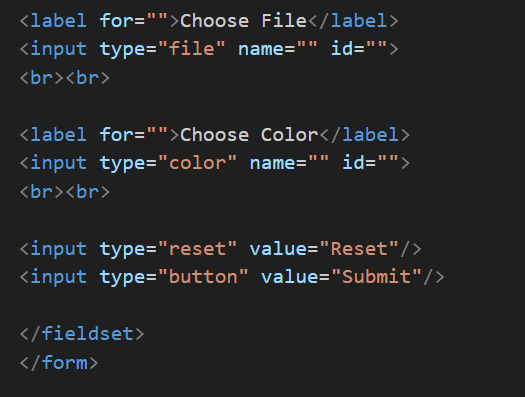 <label for="">Choose File</label>
<input type="file" name="" id="">
<br><br>
<label for="">Choose Color</label>
<input type="color" name="" id="">
<br><br>
<input type="reset" value="Reset"/>
<input type="button" value="Submit"/>
</fieldset>
</form>